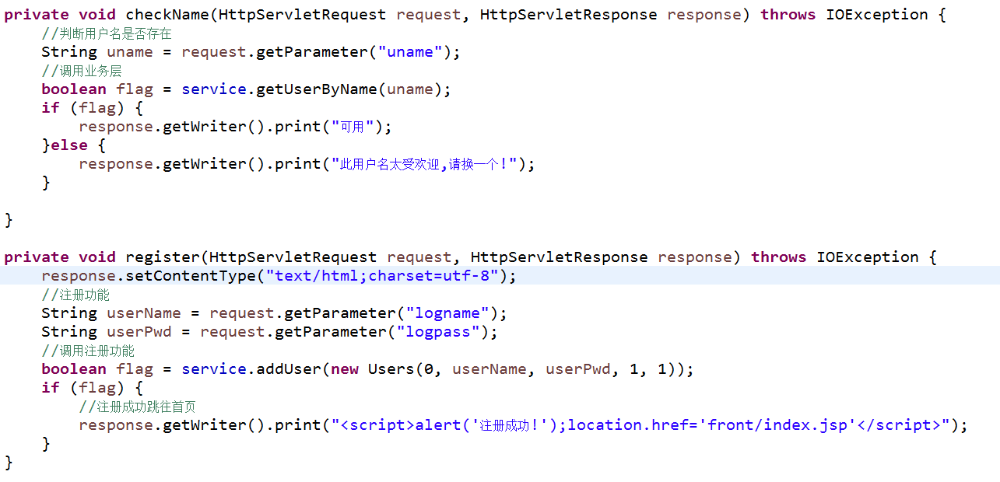 private void checkName(HttpServletRequest request, HttpServletResponse response) throws IOException {
//判断用户名是否存在
String uname = request.getParameter("uname");
//调用业务层
boolean flag = service.getUserByName(uname);
if (flag) {
response.getWriter().print("可用");
}else {
response.getWriter().print("此用户名太受欢迎,请换一个!");
}
}
private void register(HttpServletRequest request, HttpServletResponse response) throws IOException {
response.setContentType("text/html;charset=utf-8");
//注册功能
String userName = request.getParameter("logname");
String userPwd = request.getParameter("logpass");
//调用注册功能
boolean flag = service.addUser(new Users(0, userName, userPwd, 1, 1));
if (flag) {
//注册成功跳往首页
response.getWriter().print("<script>alert('注册成功!');location.href='front/index.jsp'</script>");
}
}